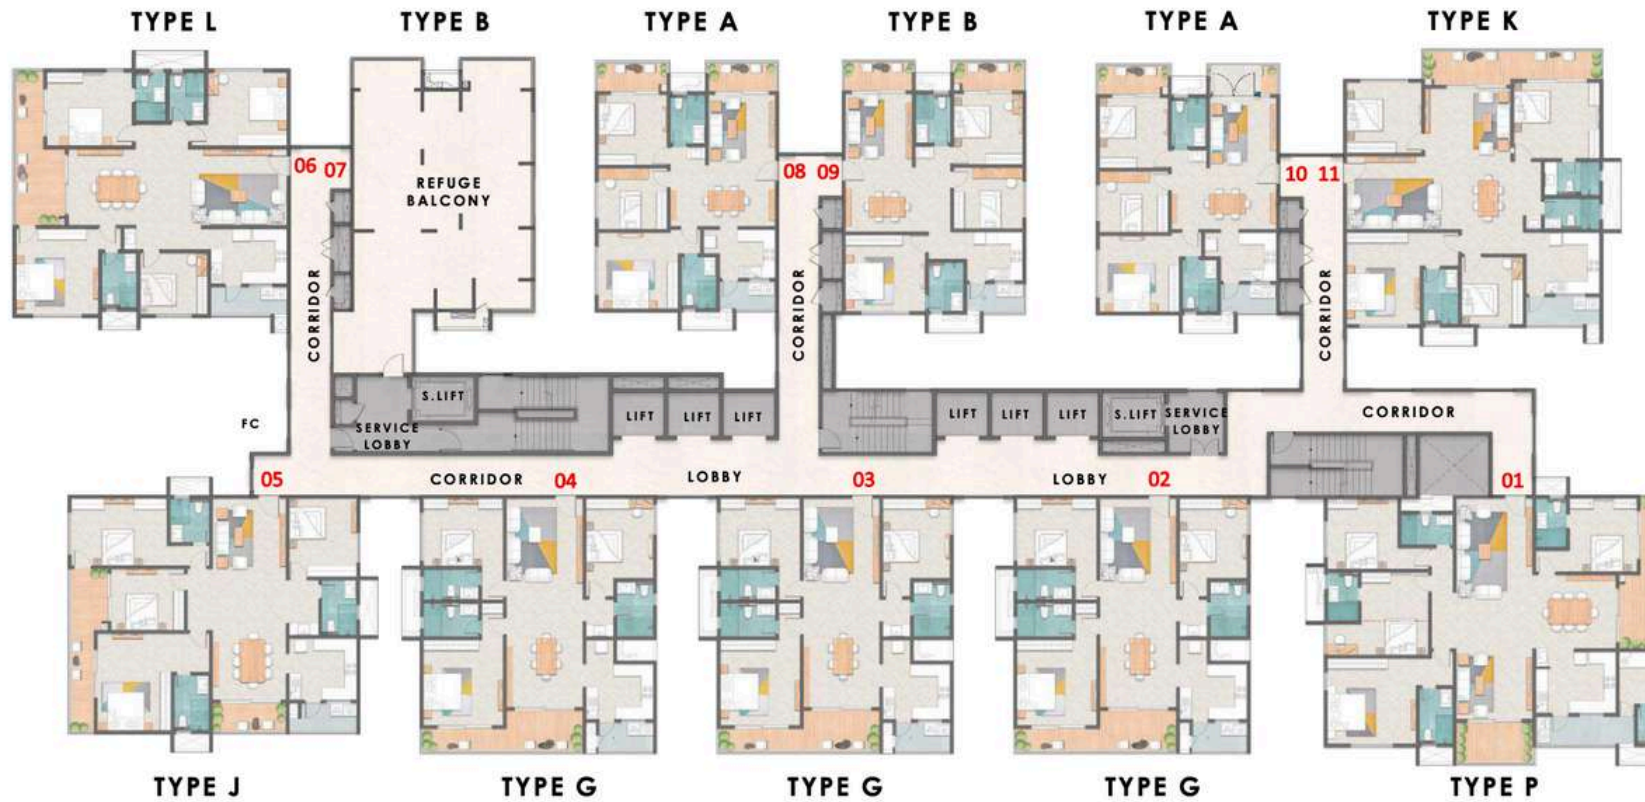 TYPE L
TYPE B
TYPE A
TYPE B
TYPE A
TYPE K
06
07
REFUGE
BALCONY
08
09
10
11
CORRIDOR
CORRIDOR
CORRIDOR
S.LIFT
LIFT
LIFT
LIFT
LIFT
LIFT
LIFT
S.LIFT
SERVICE
LOBBY
CORRIDOR
FC
SERVICE
LOBBY
05
CORRIDOR
04
LOBBY
03
LOBBY
02
01
TYPE J
TYPE G
TYPE G
TYPE G
TYPE P